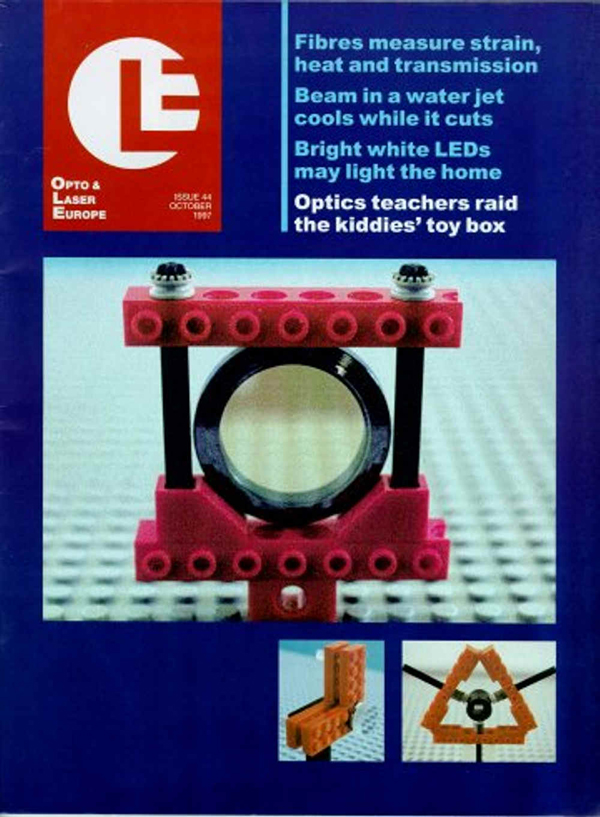 OLE
OPTO &
LASER
EUROPE
ISSUE 44
OCTOBER
1997
Fibres measure strain,
heat and transmission
Beam in a water jet
cools while it cuts
Bright white LEDs
may light the home
Optics teachers raid
the kiddies' toy box